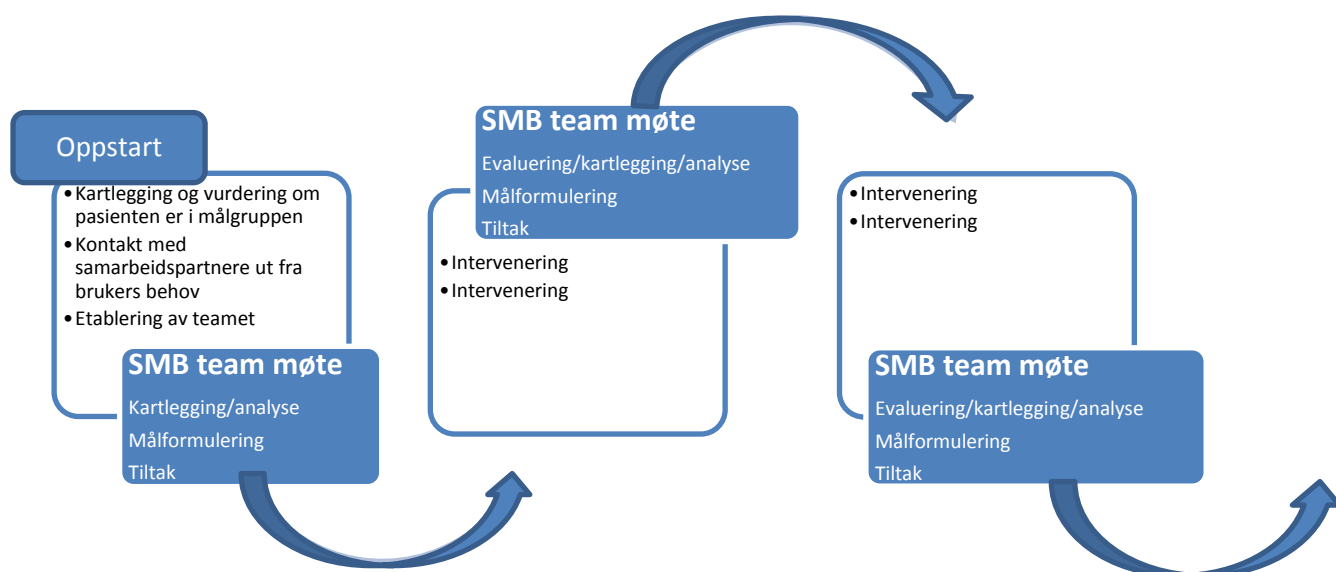 Oppstart
•Kartlegging og vurdering om
pasienten er i målgruppen
•Kontakt med
samarbeidspartnere ut fra
brukers behov
•Etablering av teamet
SMB team møte
Kartlegging/analyse
Målformulering
Tiltak
SMB team møte
Evaluering/kartlegging/analyse
Målformulering
Tiltak
•Intervenering
•Intervenering
•Intervenering
•Intervenering
SMB team møte
Evaluering/kartlegging/analyse
Målformulering
Tiltak